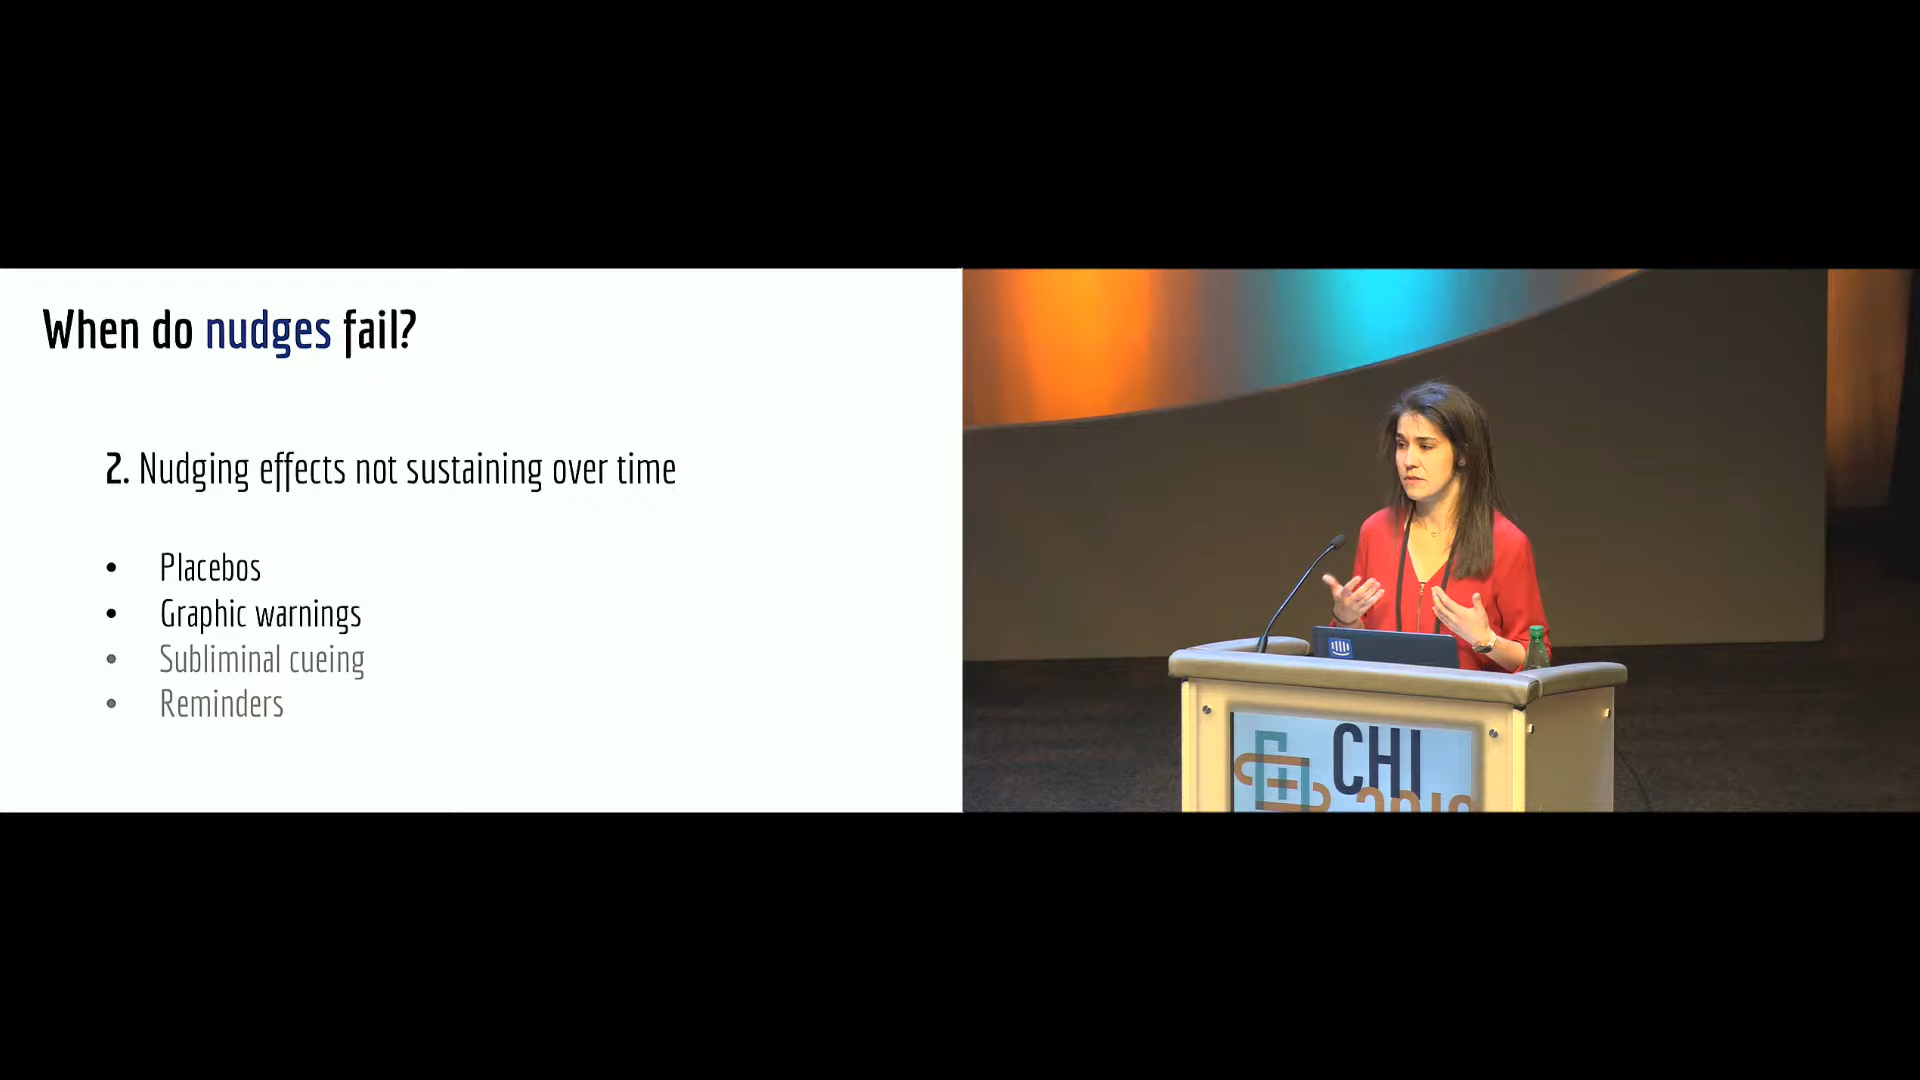 When do nudges fail?
2. Nudging effects not sustaining over time
• Placebos
• Graphic warnings
• Subliminal cueing
• Reminders
CHI